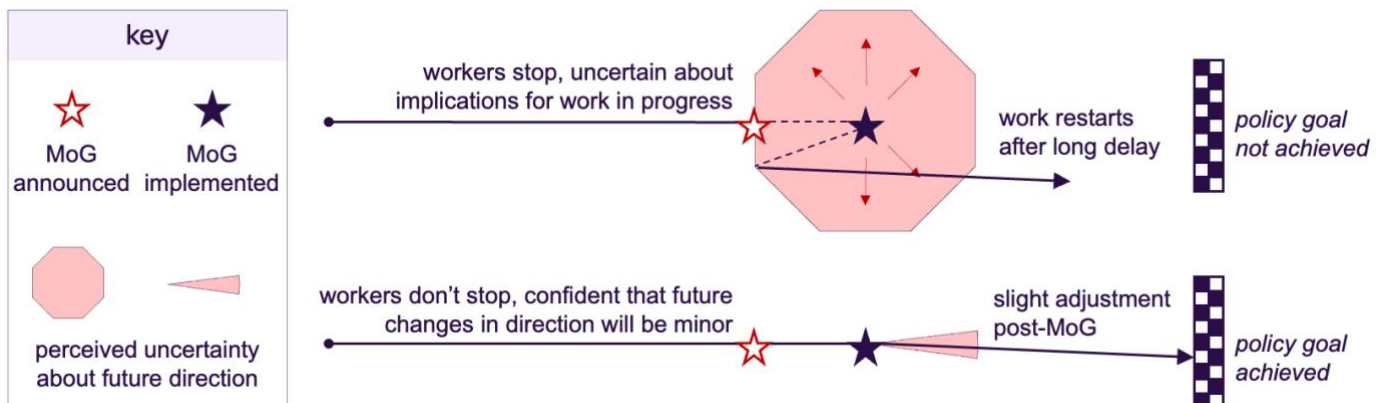 key
MoG
announced
MoG
implemented
perceived uncertainty
about future direction
workers stop, uncertain about
implications for work in progress
work restarts
after long delay
policy goal
not achieved
workers don't stop, confident that future
changes in direction will be minor
slight adjustment
post-MoG
policy goal
achieved